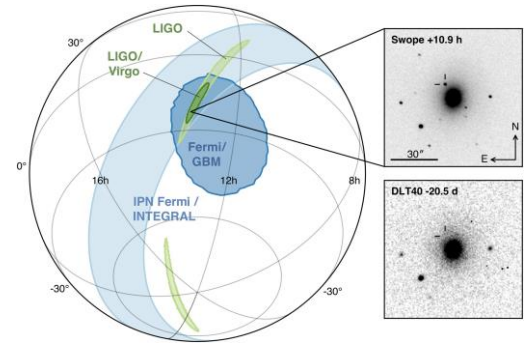 LIGO
30°
LIGO/
Virgo
Fermi/
GBM
0°
16h
12h
8h
IPN Fermi /
INTEGRAL
-30°
-30°
Swope +10.9 h
30"
N
E
DLT40 -20.5 d